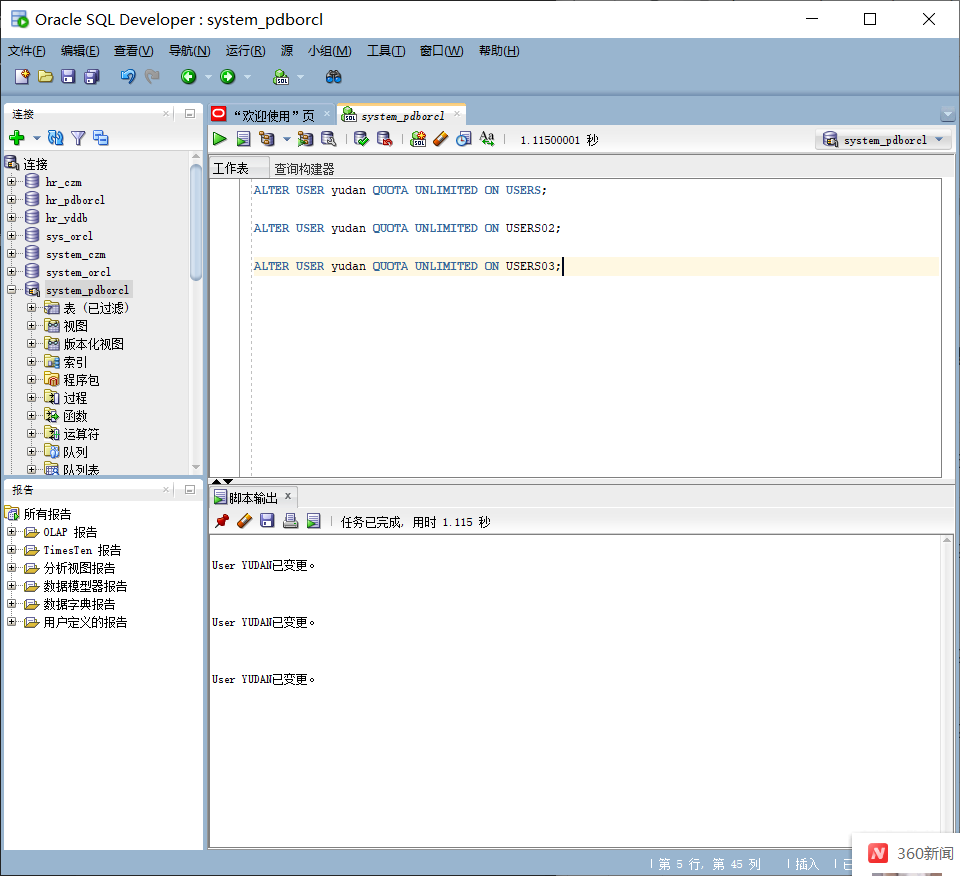 Oracle SQL Developer : system_pdborcl
文件(F) 编辑(E) 查看(V) 导航(N) 运行(R) 源 小组(M) 工具(T) 窗口(W) 帮助(H)
连接
连接
hr_czm
hr_pdborcl
hr_yddb
sys_orcl
system_czm
system_orcl
system_pdborcl
表 (已过滤)
视图
版本化视图
索引
程序包
过程
函数
运算符
队列
队列表
报告
所有报告
OLAP 报告
TimesTen 报告
分析视图报告
数据模型器报告
数据字典报告
用户定义的报告
“欢迎使用”页 system_pdborcl
1.11500001 秒 system_pdborcl
工作表 查询构建器
ALTER USER yudan QUOTA UNLIMITED ON USERS;
ALTER USER yudan QUOTA UNLIMITED ON USERS02;
ALTER USER yudan QUOTA UNLIMITED ON USERS03;
脚本输出
任务已完成, 用时 1.115 秒
User YUDAN已变更。
User YUDAN已变更。
User YUDAN已变更。
第 5 行, 第 45 列 插入 已
360新闻